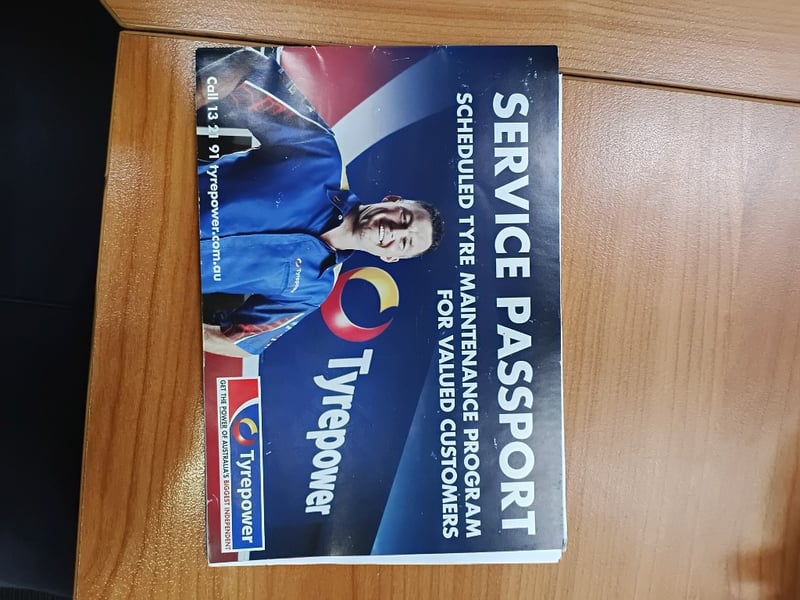 SERVICE PASSPORT
SCHEDULED TYRE MAINTENANCE PROGRAM
FOR VALUED CUSTOMERS
Tyrepower
Call 13 21 91 tyrepower.com.au
Tyrepower
GET THE POWER OF AUSTRALIA'S BIGGEST INDEPENDENT